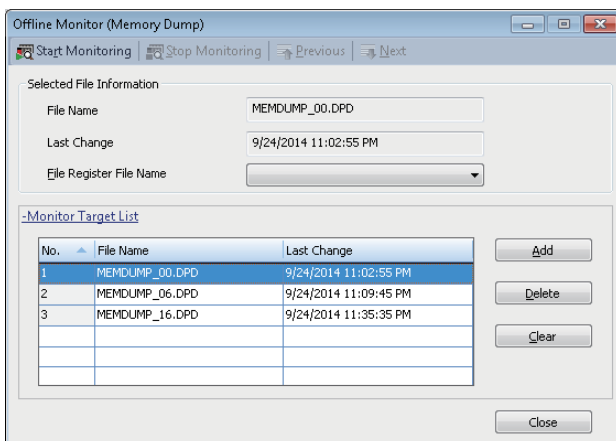 Offline Monitor (Memory Dump)
Start Monitoring Stop Monitoring Previous Next
Selected File Information
File Name MEMDUMP_00.DPD
Last Change 9/24/2014 11:02:55 PM
File Register File Name
-Monitor Target List
No. File Name Last Change
1 MEMDUMP_00.DPD 9/24/2014 11:02:55 PM
2 MEMDUMP_06.DPD 9/24/2014 11:09:45 PM
3 MEMDUMP_16.DPD 9/24/2014 11:35:35 PM
Add
Delete
Clear
Close